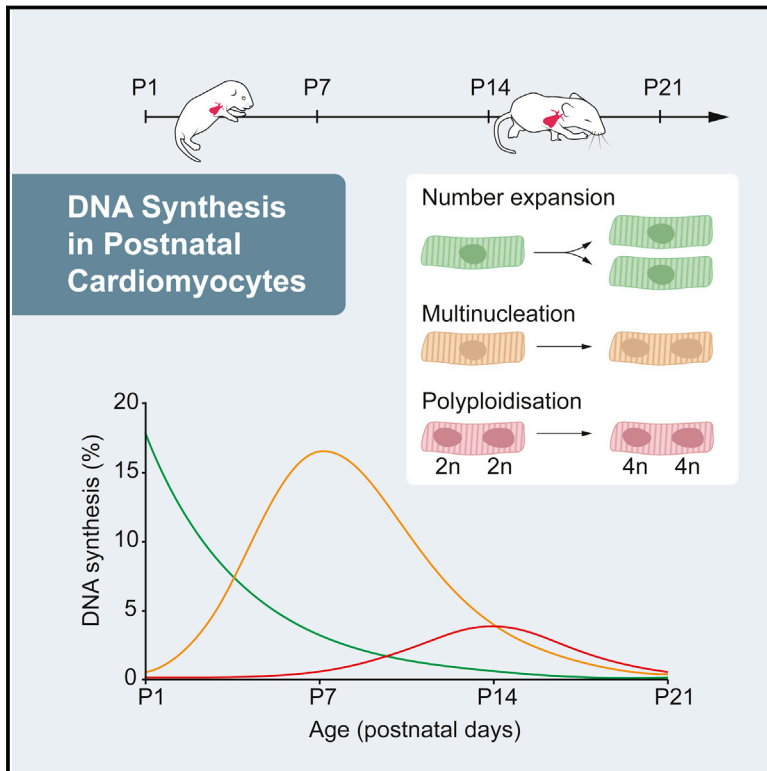 P1 P7 P14 P21
DNA Synthesis
in Postnatal
Cardiomyocytes
Number expansion
Multinucleation
Polyploidisation
2n 2n 4n 4n
20
15
10
5
0
DNA synthesis (%)
P1 P7 P14 P21
Age (postnatal days)